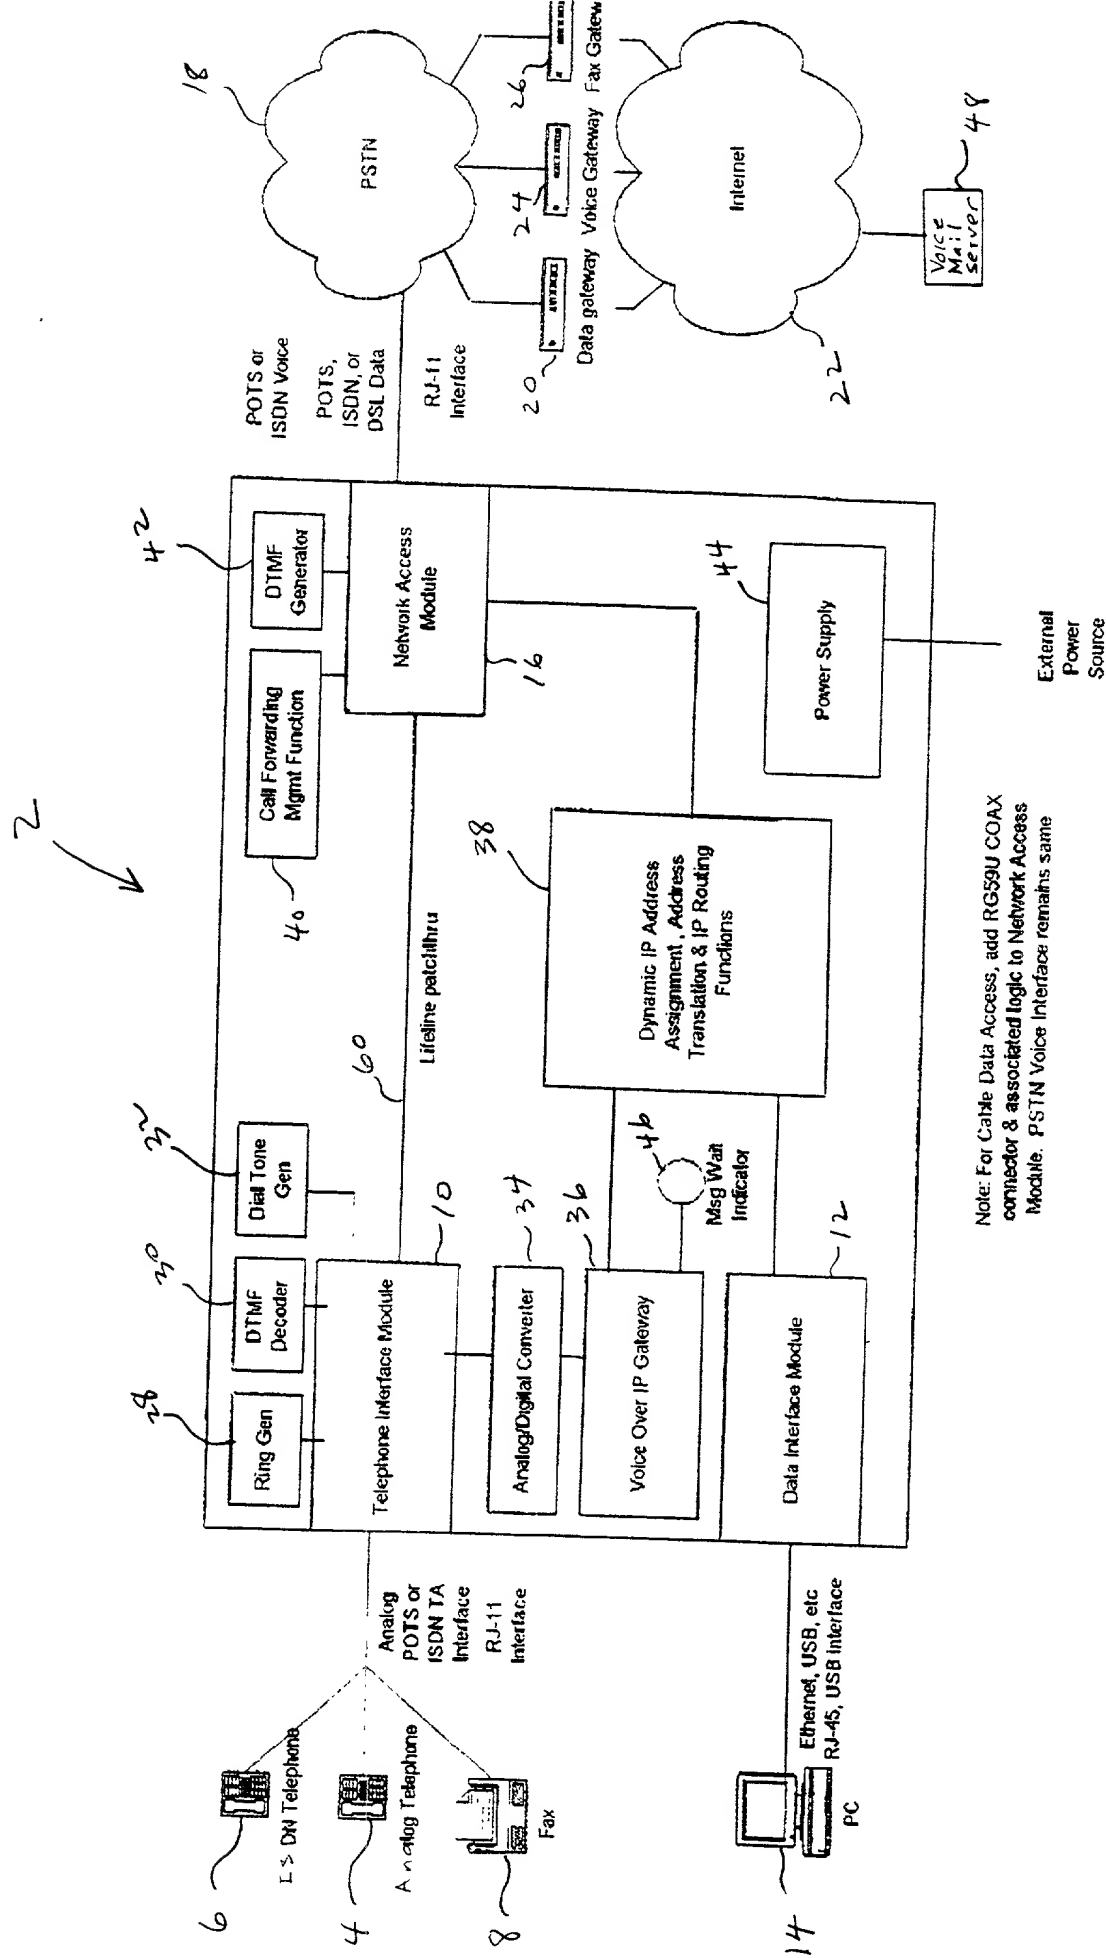 2
18
PSTN
26
Fax Gatew
24
Voice Gateway
20
Data gateway
Internet
22
Voice
Mail
server
48
POTS or
ISDN Voice
POTS,
ISDN, or
DSL Data
RJ-11
Interface
42
DTMF
Generator
Call Forwarding
Mgmt Function
40
Network Access
Module
16
44
Power Supply
External
Power
Source
38
Dynamic IP Address
Assignment , Address
Translation & IP Routing
Functions
60
Lifeline patchthru
32
Dial Tone
Gen
30
DTMF
Decoder
28
Ring Gen
Telephone Interface Module
10
Analog/Digital Converter
34
Voice Over IP Gateway
36
46
Msg Wait
Indicator
Data Interface Module
12
Analog
POTS or
ISDN TA
Interface
RJ-11
Interface
6
ISDN Telephone
4
Analog Telephone
8
Fax
14
PC
Ethernet, USB, etc
RJ-45, USB interface
Note: For Cable Data Access, add RG59U COAX
connector & associated logic to Network Access
Module. PSTN Voice Interface remains same